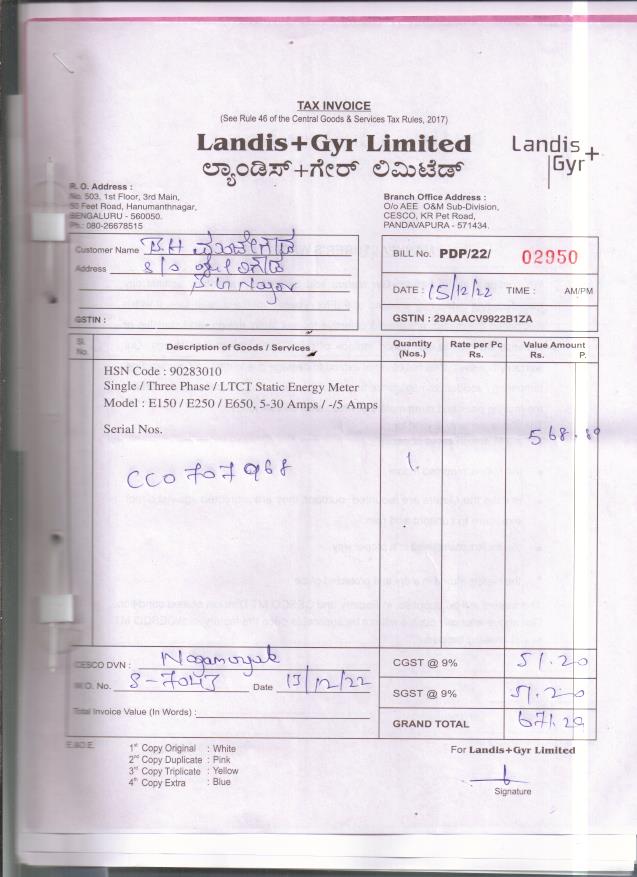 TAX INVOICE
(See Rule 46 of the Central Goods & Services Tax Rules, 2017)
Landis+Gyr Limited
ಲ್ಯಾಂಡಿಸ್+ಗೇರ್ ಲಿಮಿಟೆಡ್
Landis+
Gyr
R. O. Address :
No. 503, 1st Floor, 3rd Main,
50 Feet Road, Hanumanthnagar,
BENGALURU - 560050.
Ph.: 080-26678515
Branch Office Address :
O/o AEE O&M Sub-Division,
CESCO, KR Pet Road,
PANDAVAPURA - 571434.
Customer Name B.H
Address S/o
GSTIN :
BILL No. PDP/22/ 02950
DATE : 15/12/22 TIME : AM/PM
GSTIN : 29AAACV9922B1ZA
Sl. No. Description of Goods / Services Quantity (Nos.) Rate per Pc Rs. Value Amount Rs. P.
HSN Code : 90283010
Single / Three Phase / LTCT Static Energy Meter
Model : E150 / E250 / E650, 5-30 Amps / -/5 Amps
Serial Nos. 568.89
CC0707968 1.
CESCO DVN : Nagamangala
W.O. No. S-7043 Date 13/12/22
Total Invoice Value (In Words) :
CGST @ 9% 51.20
SGST @ 9% 51.20
GRAND TOTAL 671.29
E.&O.E.
1st Copy Original : White
2nd Copy Duplicate : Pink
3rd Copy Triplicate : Yellow
4th Copy Extra : Blue
For Landis+Gyr Limited
Signature